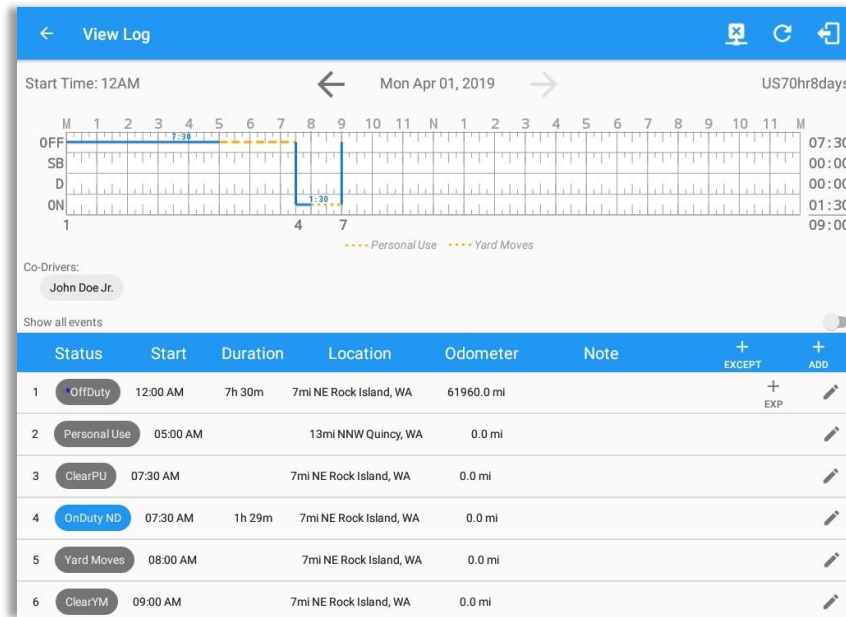 View Log
Start Time: 12AM Mon Apr 01, 2019 US70hr8days
M 1 2 3 4 5 6 7 8 9 10 11 N 1 2 3 4 5 6 7 8 9 10 11 M
OFF 7:30 07:30
SB 00:00
D 00:00
ON 1:30 01:30
1 4 7 09:00
Personal Use Yard Moves
Co-Drivers:
John Doe Jr.
Show all events
Status Start Duration Location Odometer Note + EXCEPT + ADD
1 *OffDuty 12:00 AM 7h 30m 7mi NE Rock Island, WA 61960.0 mi + EXP
2 Personal Use 05:00 AM 13mi NNW Quincy, WA 0.0 mi
3 ClearPU 07:30 AM 7mi NE Rock Island, WA 0.0 mi
4 OnDuty ND 07:30 AM 1h 29m 7mi NE Rock Island, WA 0.0 mi
5 Yard Moves 08:00 AM 7mi NE Rock Island, WA 0.0 mi
6 ClearYM 09:00 AM 7mi NE Rock Island, WA 0.0 mi